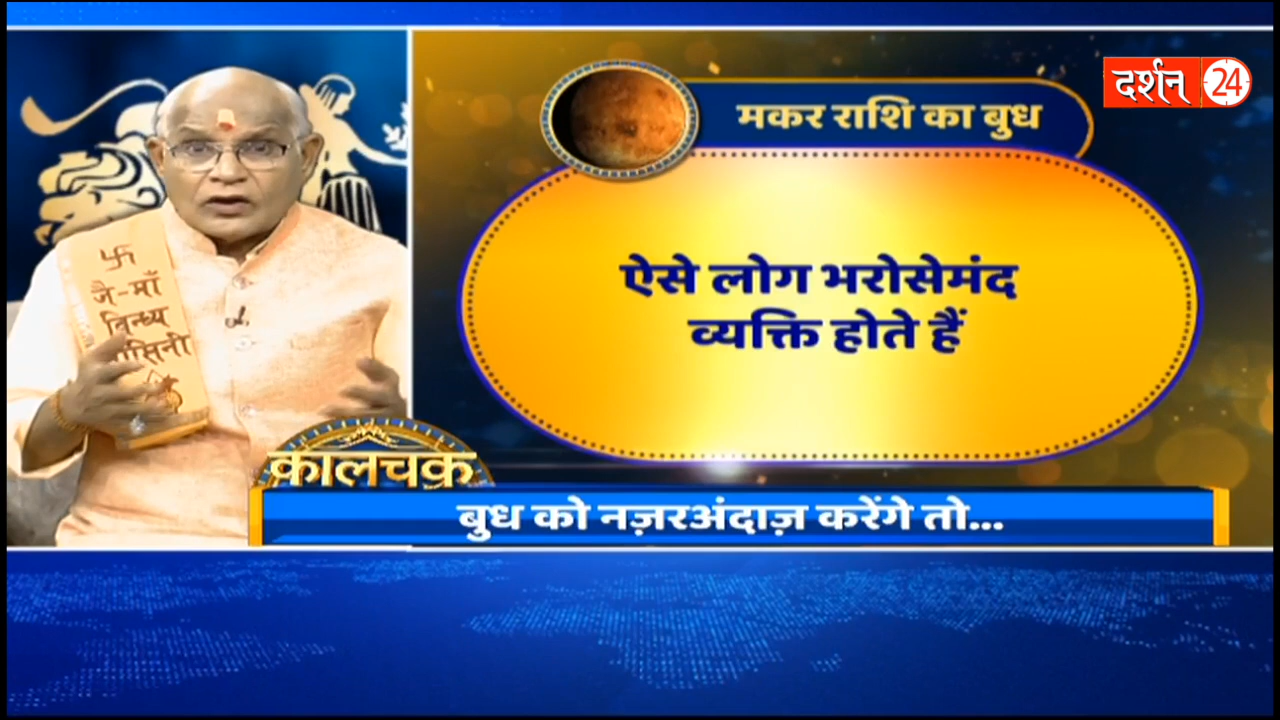 दर्शन 24
मकर राशि का बुध
ऐसे लोग भरोसेमंद
व्यक्ति होते हैं
जै-माँ
विन्ध्य
कालचक्र
बुध को नज़रअंदाज़ करेंगे तो...